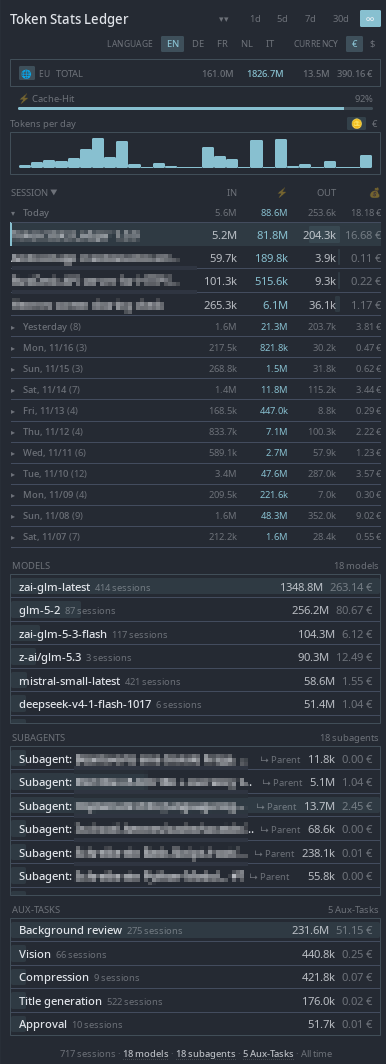 Token Stats Ledger ▾▾ 1d 5d 7d 30d ∞
LANGUAGE EN DE FR NL IT CURRENCY € $
🌐 EU TOTAL 161.0M 1826.7M 13.5M 390.16 €
⚡ Cache-Hit 92%
Tokens per day 🪙 €
SESSION ▼ IN ⚡ OUT 💰
▾ Today 5.6M 88.6M 253.6k 18.18 €
5.2M 81.8M 204.3k 16.68 €
59.7k 189.8k 3.9k 0.11 €
101.3k 515.6k 9.3k 0.22 €
265.3k 6.1M 36.1k 1.17 €
▸ Yesterday (8) 1.6M 21.3M 203.7k 3.81 €
▸ Mon, 11/16 (3) 217.5k 821.8k 30.2k 0.47 €
▸ Sun, 11/15 (3) 268.8k 1.5M 31.8k 0.62 €
▸ Sat, 11/14 (7) 1.4M 11.8M 115.2k 3.44 €
▸ Fri, 11/13 (4) 168.5k 447.0k 8.8k 0.29 €
▸ Thu, 11/12 (4) 833.7k 7.1M 100.3k 2.22 €
▸ Wed, 11/11 (6) 589.1k 2.7M 57.9k 1.23 €
▸ Tue, 11/10 (12) 3.4M 47.6M 287.0k 3.57 €
▸ Mon, 11/09 (4) 209.5k 221.6k 7.0k 0.30 €
▸ Sun, 11/08 (9) 1.6M 48.3M 352.0k 9.02 €
▸ Sat, 11/07 (7) 212.2k 1.6M 28.4k 0.55 €
MODELS 18 models
zai-glm-latest 414 sessions 1348.8M 263.14 €
glm-5-2 87 sessions 256.2M 80.67 €
zai-glm-5-3-flash 117 sessions 104.3M 6.12 €
z-ai/glm-5.3 3 sessions 90.3M 12.49 €
mistral-small-latest 421 sessions 58.6M 1.55 €
deepseek-v4-1-flash-1017 6 sessions 51.4M 1.04 €
SUBAGENTS 18 subagents
Subagent: ↳ Parent 11.8k 0.00 €
Subagent: ↳ Parent 5.1M 1.04 €
Subagent: ↳ Parent 13.7M 2.45 €
Subagent: ↳ Parent 68.6k 0.00 €
Subagent: ↳ Parent 238.1k 0.01 €
Subagent: ↳ Parent 55.8k 0.00 €
AUX-TASKS 5 Aux-Tasks
Background review 275 sessions 231.6M 51.15 €
Vision 66 sessions 440.8k 0.25 €
Compression 9 sessions 421.8k 0.07 €
Title generation 522 sessions 176.0k 0.02 €
Approval 10 sessions 51.7k 0.01 €
717 sessions · 18 models · 18 subagents · 5 Aux-Tasks · All time